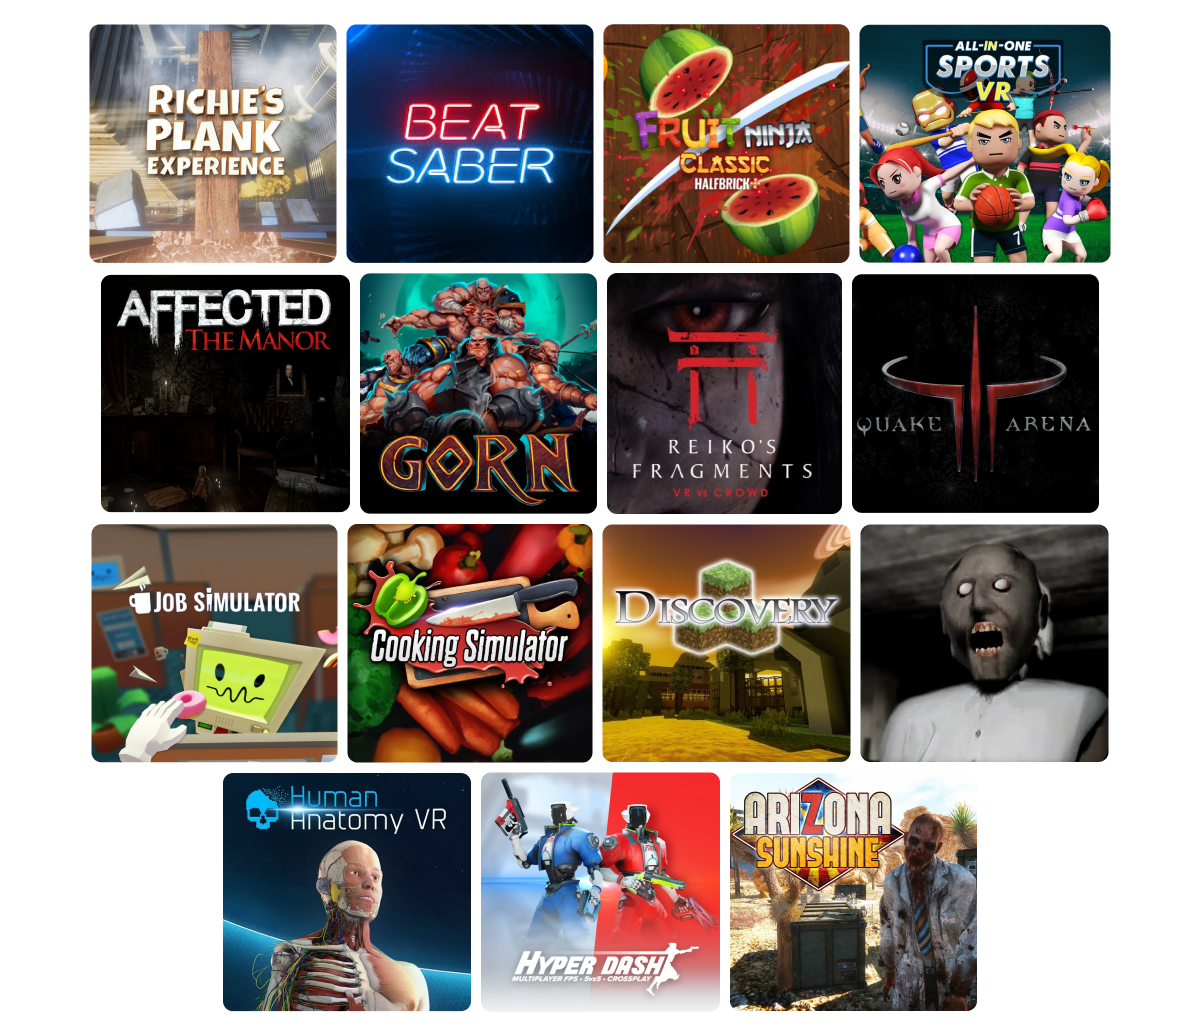 RICHIE'S
PLANK
EXPERIENCE
BEAT
SABER
FRUIT NINJA
CLASSIC
HALFBRICK+
ALL-IN-ONE
SPORTS
VR
7
AFFECTED
THE MANOR
GORN
REIKO'S
FRAGMENTS
VR VS CROWD
QUAKE ARENA
JOB SIMULATOR
Cooking Simulator
DISCOVERY
Human
Anatomy VR
HYPER DASH
MULTIPLAYER FPS • 5v5 • CROSSPLAY
ARIZONA
SUNSHINE